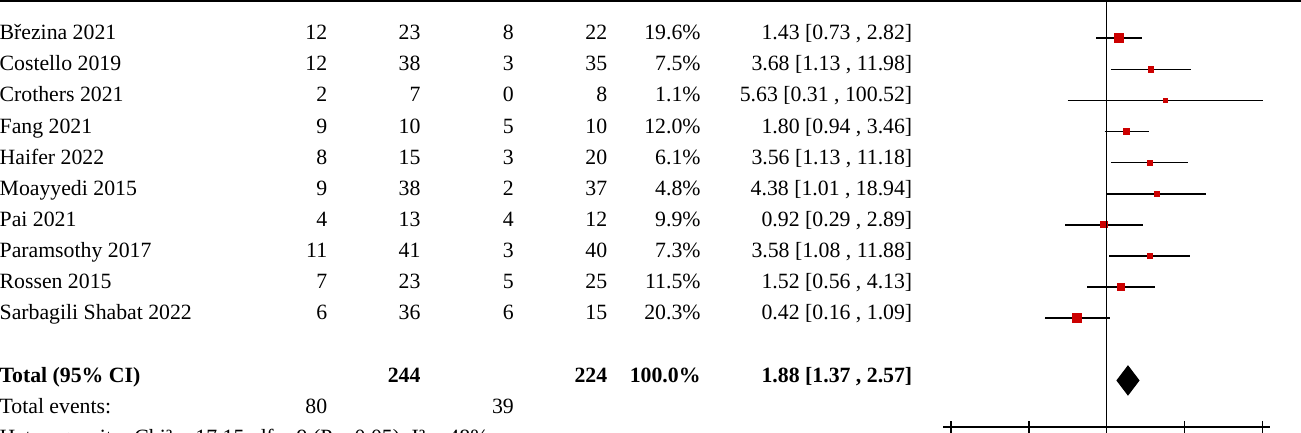 Březina 2021 12 23 8 22 19.6% 1.43 [0.73 , 2.82]
Costello 2019 12 38 3 35 7.5% 3.68 [1.13 , 11.98]
Crothers 2021 2 7 0 8 1.1% 5.63 [0.31 , 100.52]
Fang 2021 9 10 5 10 12.0% 1.80 [0.94 , 3.46]
Haifer 2022 8 15 3 20 6.1% 3.56 [1.13 , 11.18]
Moayyedi 2015 9 38 2 37 4.8% 4.38 [1.01 , 18.94]
Pai 2021 4 13 4 12 9.9% 0.92 [0.29 , 2.89]
Paramsothy 2017 11 41 3 40 7.3% 3.58 [1.08 , 11.88]
Rossen 2015 7 23 5 25 11.5% 1.52 [0.56 , 4.13]
Sarbagili Shabat 2022 6 36 6 15 20.3% 0.42 [0.16 , 1.09]
Total (95% CI) 244 224 100.0% 1.88 [1.37 , 2.57]
Total events: 80 39